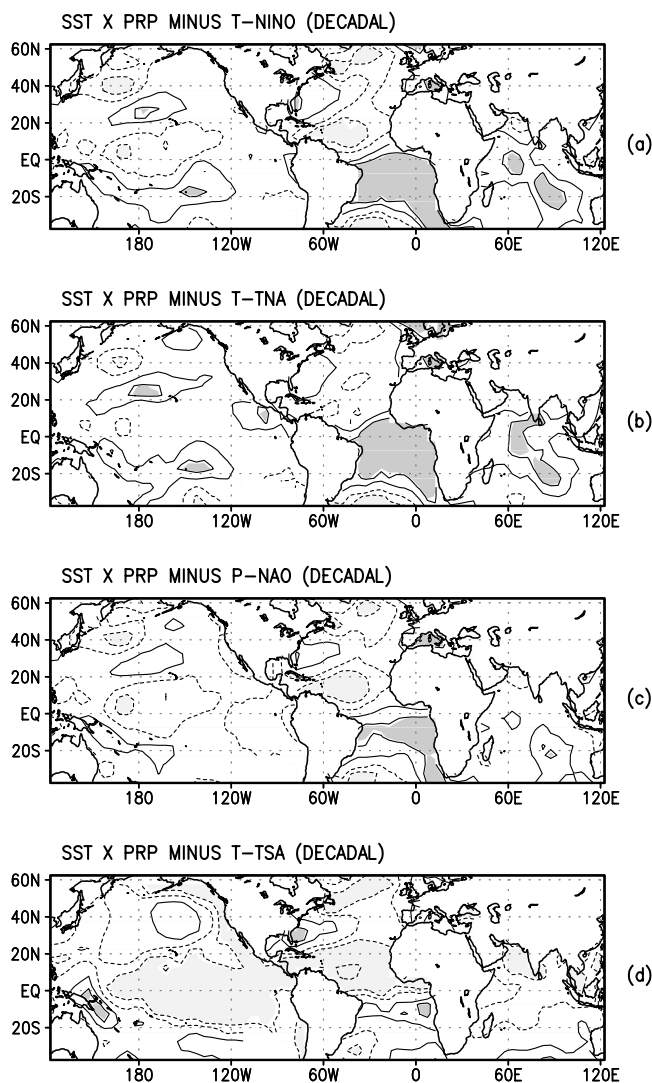 SST X PRP MINUS T-NINO (DECADAL)
60N
40N
20N
EQ
20S
180 120W 60W 0 60E 120E
(a)
SST X PRP MINUS T-TNA (DECADAL)
60N
40N
20N
EQ
20S
180 120W 60W 0 60E 120E
(b)
SST X PRP MINUS P-NAO (DECADAL)
60N
40N
20N
EQ
20S
180 120W 60W 0 60E 120E
(c)
SST X PRP MINUS T-TSA (DECADAL)
60N
40N
20N
EQ
20S
180 120W 60W 0 60E 120E
(d)